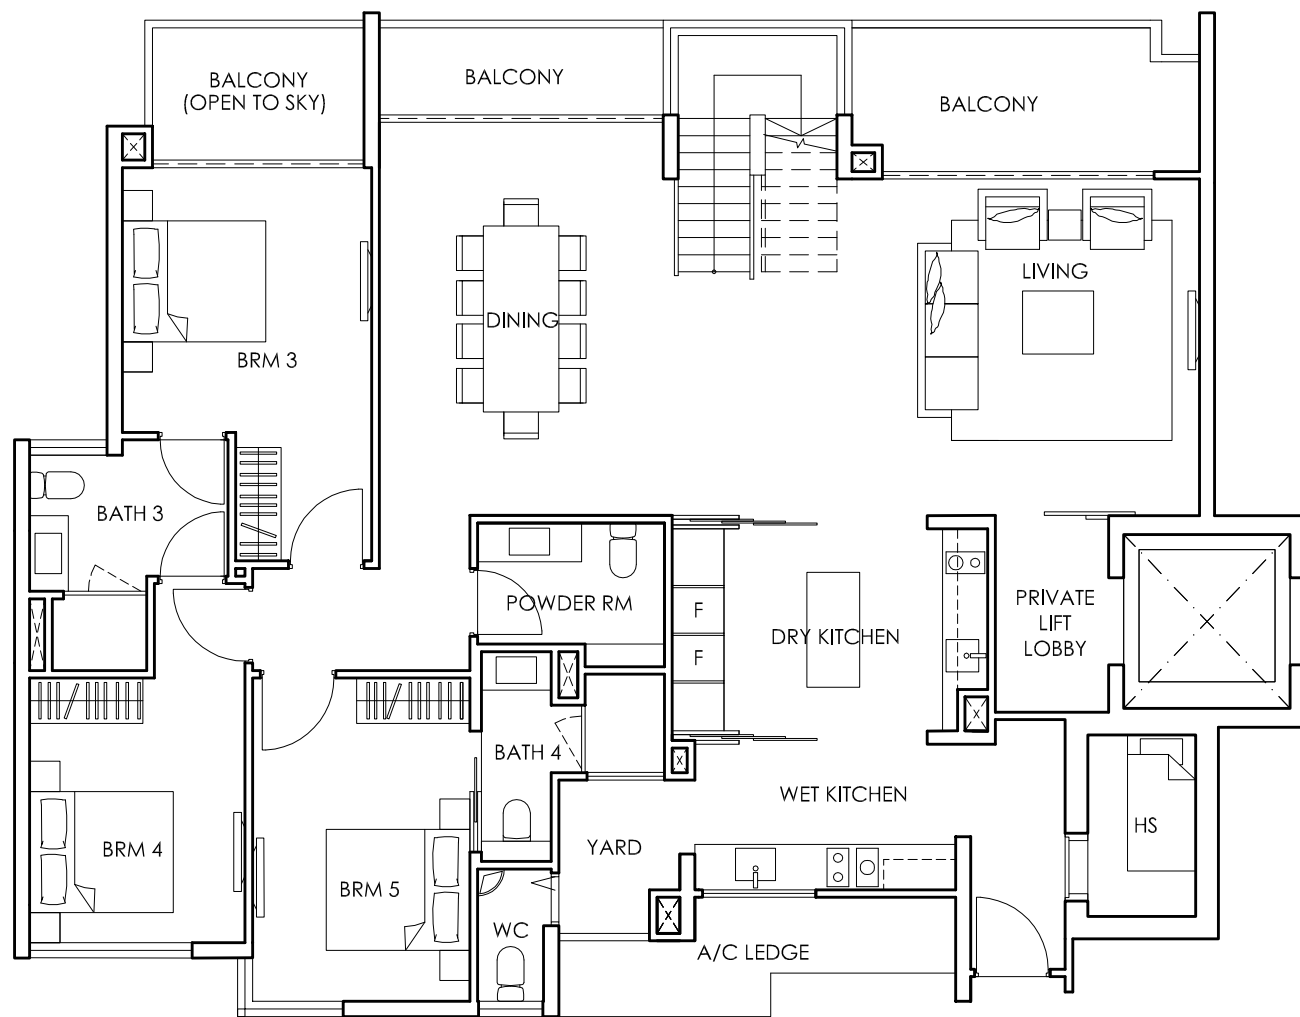 BALCONY
(OPEN TO SKY)
BALCONY
BALCONY
LIVING
DINING
BRM 3
BATH 3
POWDER RM
F
F
DRY KITCHEN
PRIVATE
LIFT
LOBBY
BATH 4
WET KITCHEN
HS
YARD
BRM 4
BRM 5
WC
A/C LEDGE